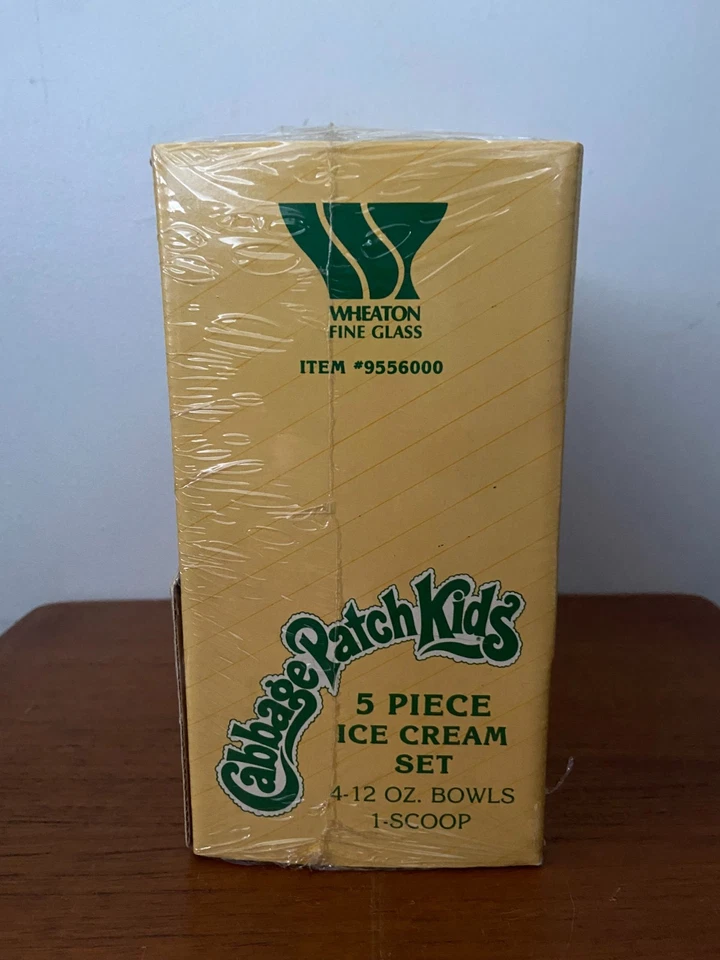 WHEATON
FINE GLASS
ITEM #9556000
Cabbage Patch Kids
5 PIECE
ICE CREAM
SET
4-12 OZ. BOWLS
1-SCOOP